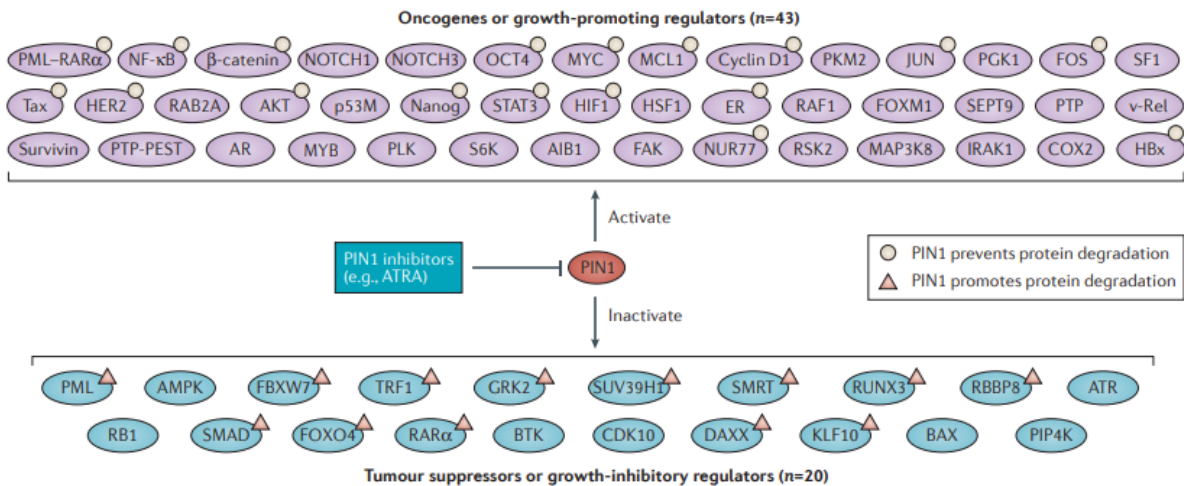 Oncogenes or growth-promoting regulators (n=43)
PML–RARα NF-κB β-catenin NOTCH1 NOTCH3 OCT4 MYC MCL1 Cyclin D1 PKM2 JUN PGK1 FOS SF1
Tax HER2 RAB2A AKT p53M Nanog STAT3 HIF1 HSF1 ER RAF1 FOXM1 SEPT9 PTP v-Rel
Survivin PTP-PEST AR MYB PLK S6K AIB1 FAK NUR77 RSK2 MAP3K8 IRAK1 COX2 HBx
Activate
PIN1 inhibitors
(e.g., ATRA)
PIN1
PIN1 prevents protein degradation
PIN1 promotes protein degradation
Inactivate
PML AMPK FBXW7 TRF1 GRK2 SUV39H1 SMRT RUNX3 RBBP8 ATR
RB1 SMAD FOXO4 RARα BTK CDK10 DAXX KLF10 BAX PIP4K
Tumour suppressors or growth-inhibitory regulators (n=20)